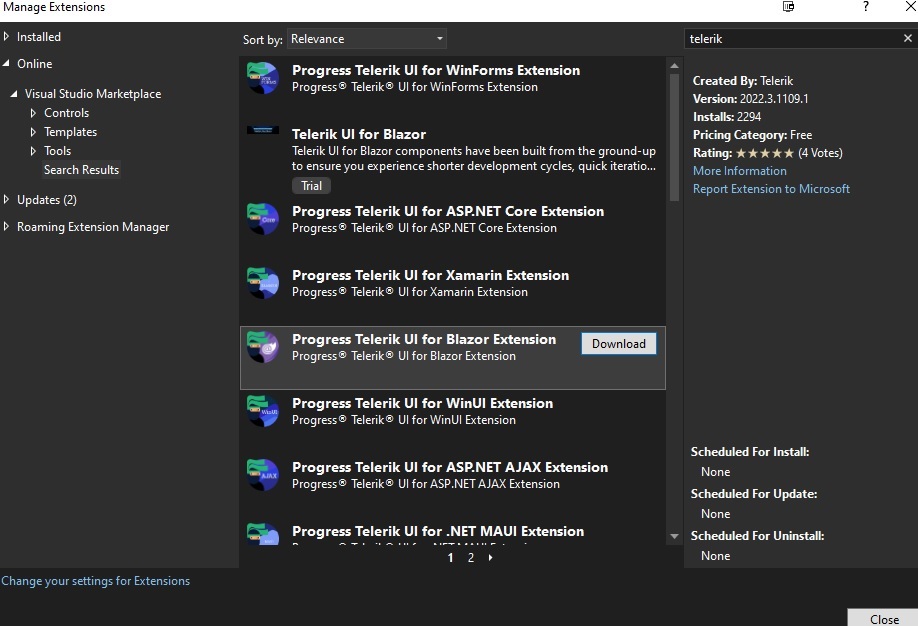 Manage Extensions
?
Installed
Online
Visual Studio Marketplace
Controls
Templates
Tools
Search Results
Updates (2)
Roaming Extension Manager
Sort by: Relevance
Progress Telerik UI for WinForms Extension
Progress® Telerik® UI for WinForms Extension
Telerik UI for Blazor
Telerik UI for Blazor components have been built from the ground-up
to ensure you experience shorter development cycles, quick iteratio...
Trial
Progress Telerik UI for ASP.NET Core Extension
Progress® Telerik® UI for ASP.NET Core Extension
Progress Telerik UI for Xamarin Extension
Progress® Telerik® UI for Xamarin Extension
Progress Telerik UI for Blazor Extension
Download
Progress® Telerik® UI for Blazor Extension
Progress Telerik UI for WinUI Extension
Progress® Telerik® UI for WinUI Extension
Progress Telerik UI for ASP.NET AJAX Extension
Progress® Telerik® UI for ASP.NET AJAX Extension
Progress Telerik UI for .NET MAUI Extension
Progress® Telerik® UI for .NET MAUI Extension
1 2
telerik
Created By: Telerik
Version: 2022.3.1109.1
Installs: 2294
Pricing Category: Free
Rating: ★★★★★ (4 Votes)
More Information
Report Extension to Microsoft
Scheduled For Install:
None
Scheduled For Update:
None
Scheduled For Uninstall:
None
Change your settings for Extensions
Close